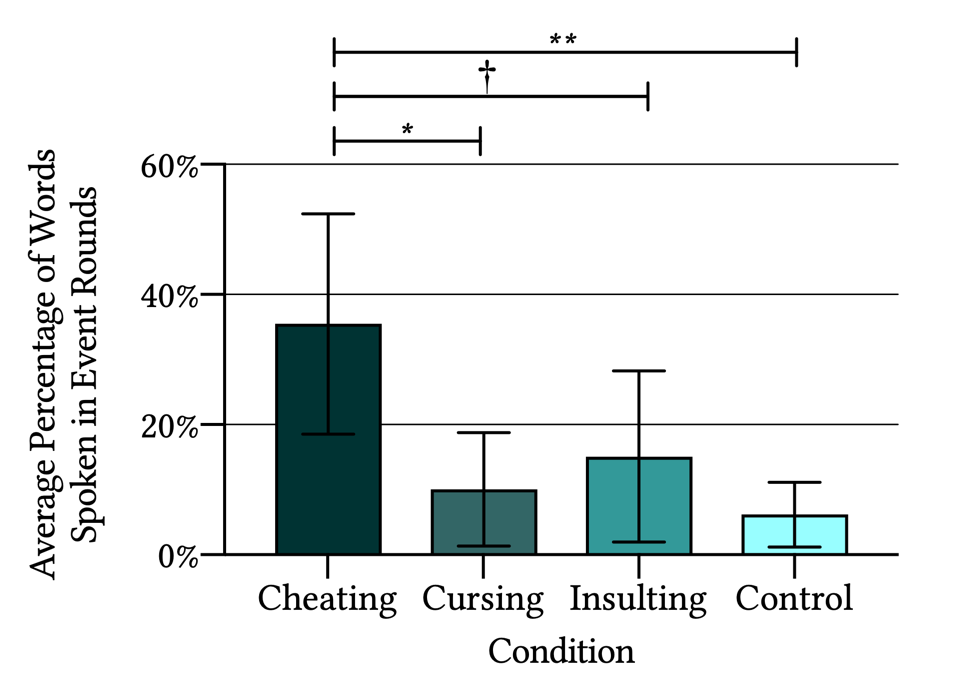 **
†
*
60%
40%
20%
0%
Average Percentage of Words
Spoken in Event Rounds
Cheating Cursing Insulting Control
Condition